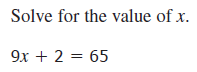 Solve for the value of x.
9x + 2 = 65